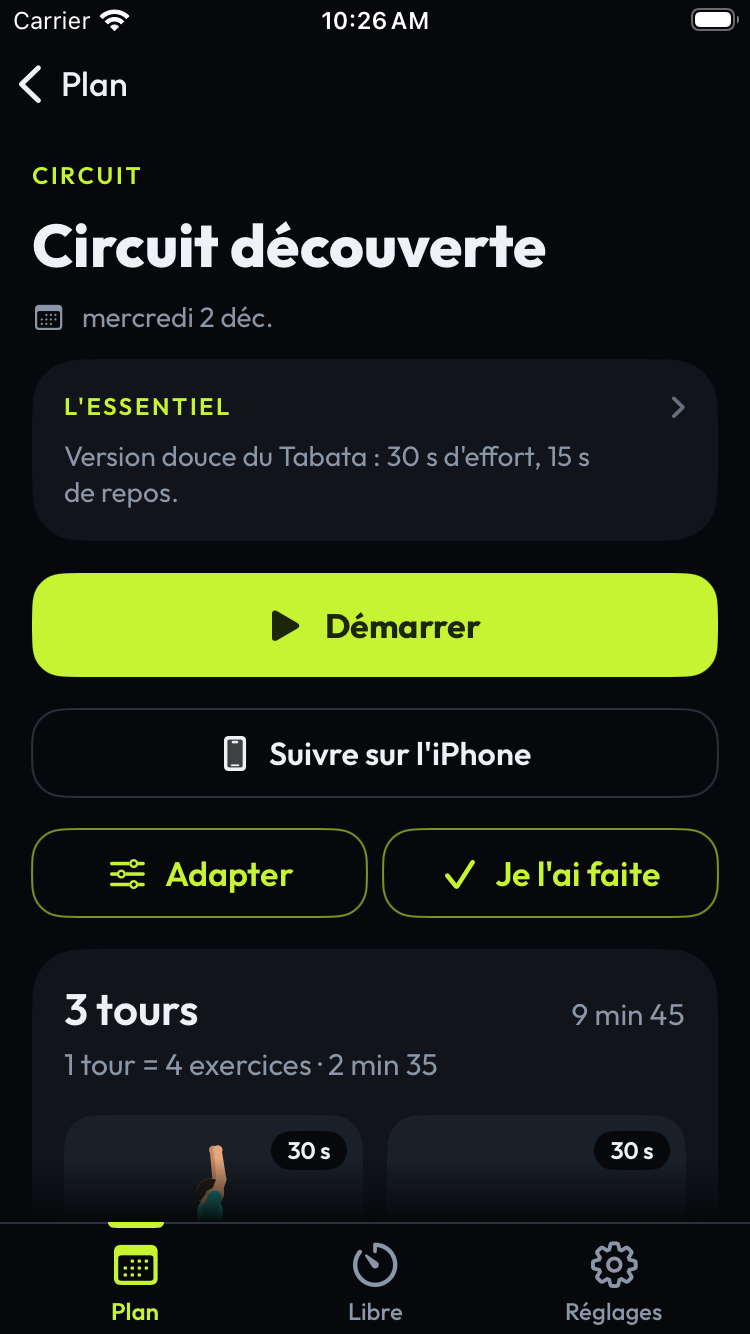 Carrier 10:26 AM
Plan
CIRCUIT
Circuit découverte
mercredi 2 déc.
L'ESSENTIEL
Version douce du Tabata : 30 s d'effort, 15 s
de repos.
Démarrer
Suivre sur l'iPhone
Adapter
Je l'ai faite
3 tours
9 min 45
1 tour = 4 exercices · 2 min 35
30 s
30 s
Plan
Libre
Réglages